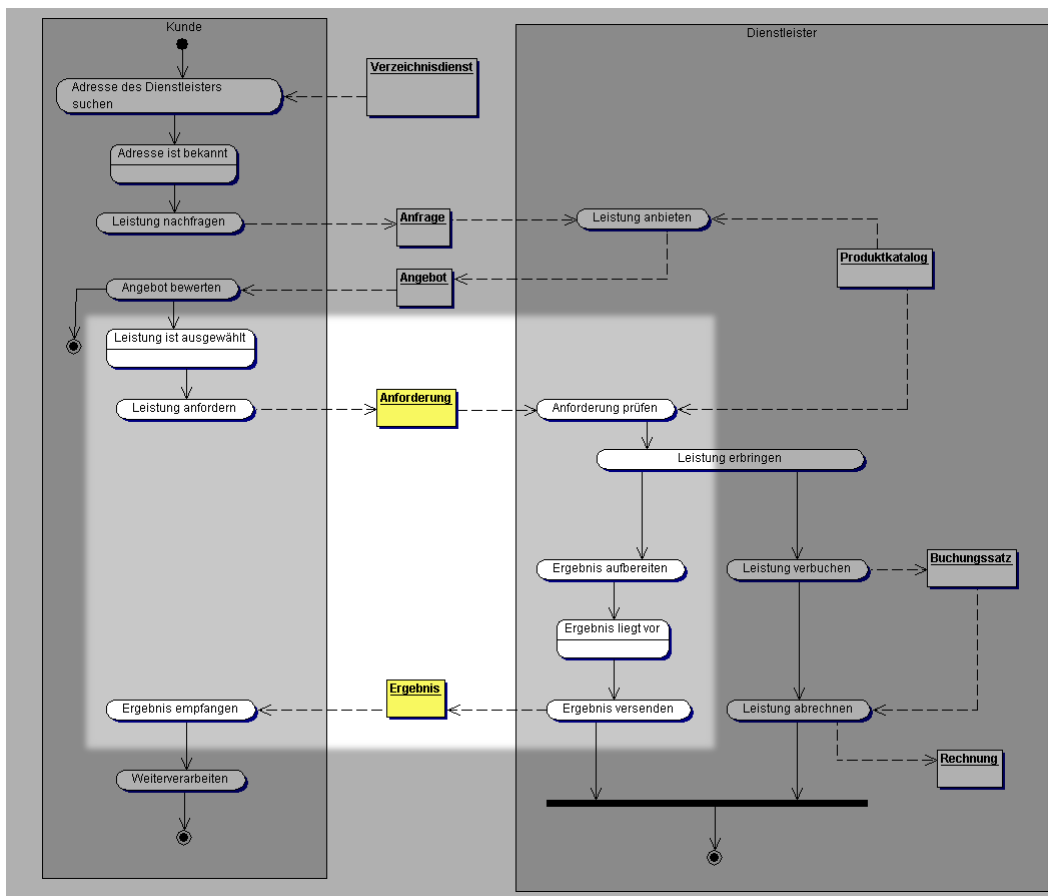 Kunde
Dienstleister
Verzeichnisdienst
Adresse des Dienstleisters
suchen
Adresse ist bekannt
Leistung nachfragen
Anfrage
Leistung anbieten
Produktkatalog
Angebot
Angebot bewerten
Leistung ist ausgewählt
Leistung anfordern
Anforderung
Anforderung prüfen
Leistung erbringen
Ergebnis aufbereiten
Leistung verbuchen
Buchungssatz
Ergebnis liegt vor
Ergebnis
Ergebnis empfangen
Ergebnis versenden
Leistung abrechnen
Rechnung
Weiterverarbeiten